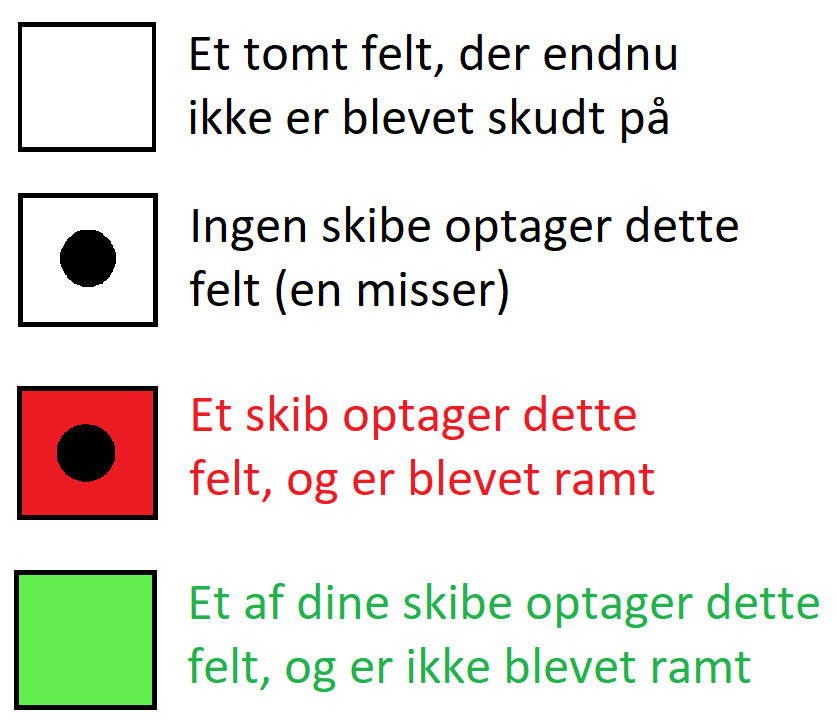 Et tomt felt, der endnu
ikke er blevet skudt på
Ingen skibe optager dette
felt (en misser)
Et skib optager dette
felt, og er blevet ramt
Et af dine skibe optager dette
felt, og er ikke blevet ramt